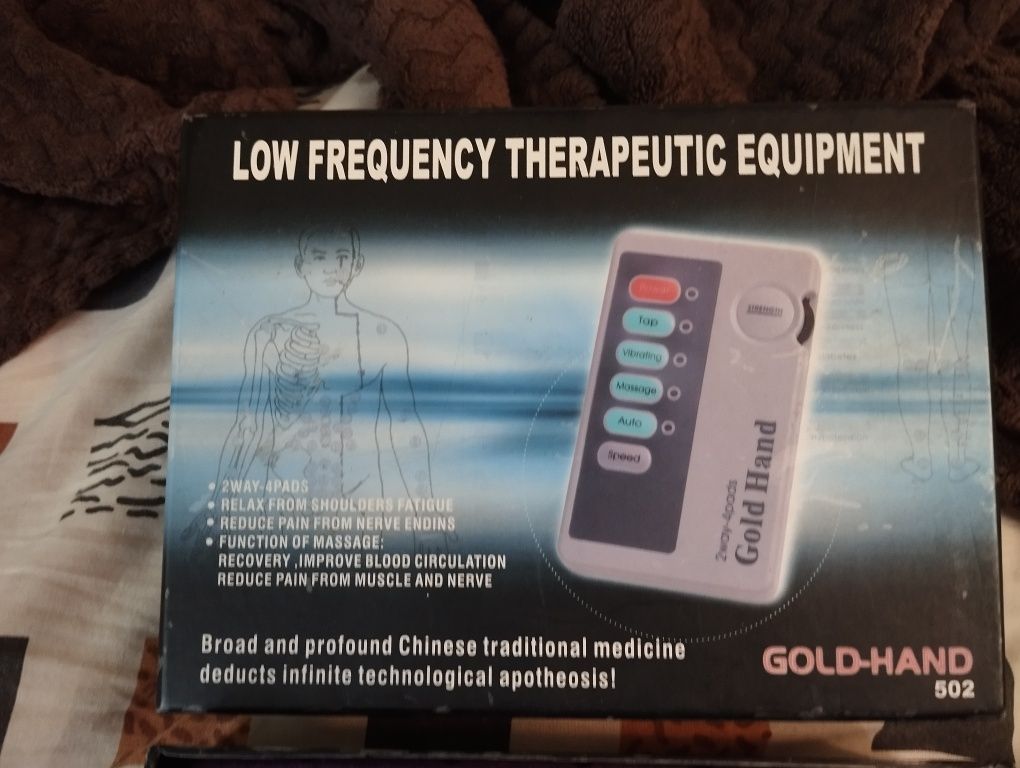 LOW FREQUENCY THERAPEUTIC EQUIPMENT
Power
Tap
Vibrating
Massage
Auto
Speed
STRENGTH
2way-4pads
Gold Hand
• 2WAY-4PADS
• RELAX FROM SHOULDERS FATIGUE
• REDUCE PAIN FROM NERVE ENDINS
• FUNCTION OF MASSAGE:
RECOVERY ,IMPROVE BLOOD CIRCULATION
REDUCE PAIN FROM MUSCLE AND NERVE
Broad and profound Chinese traditional medicine
deducts infinite technological apotheosis!
GOLD-HAND
502